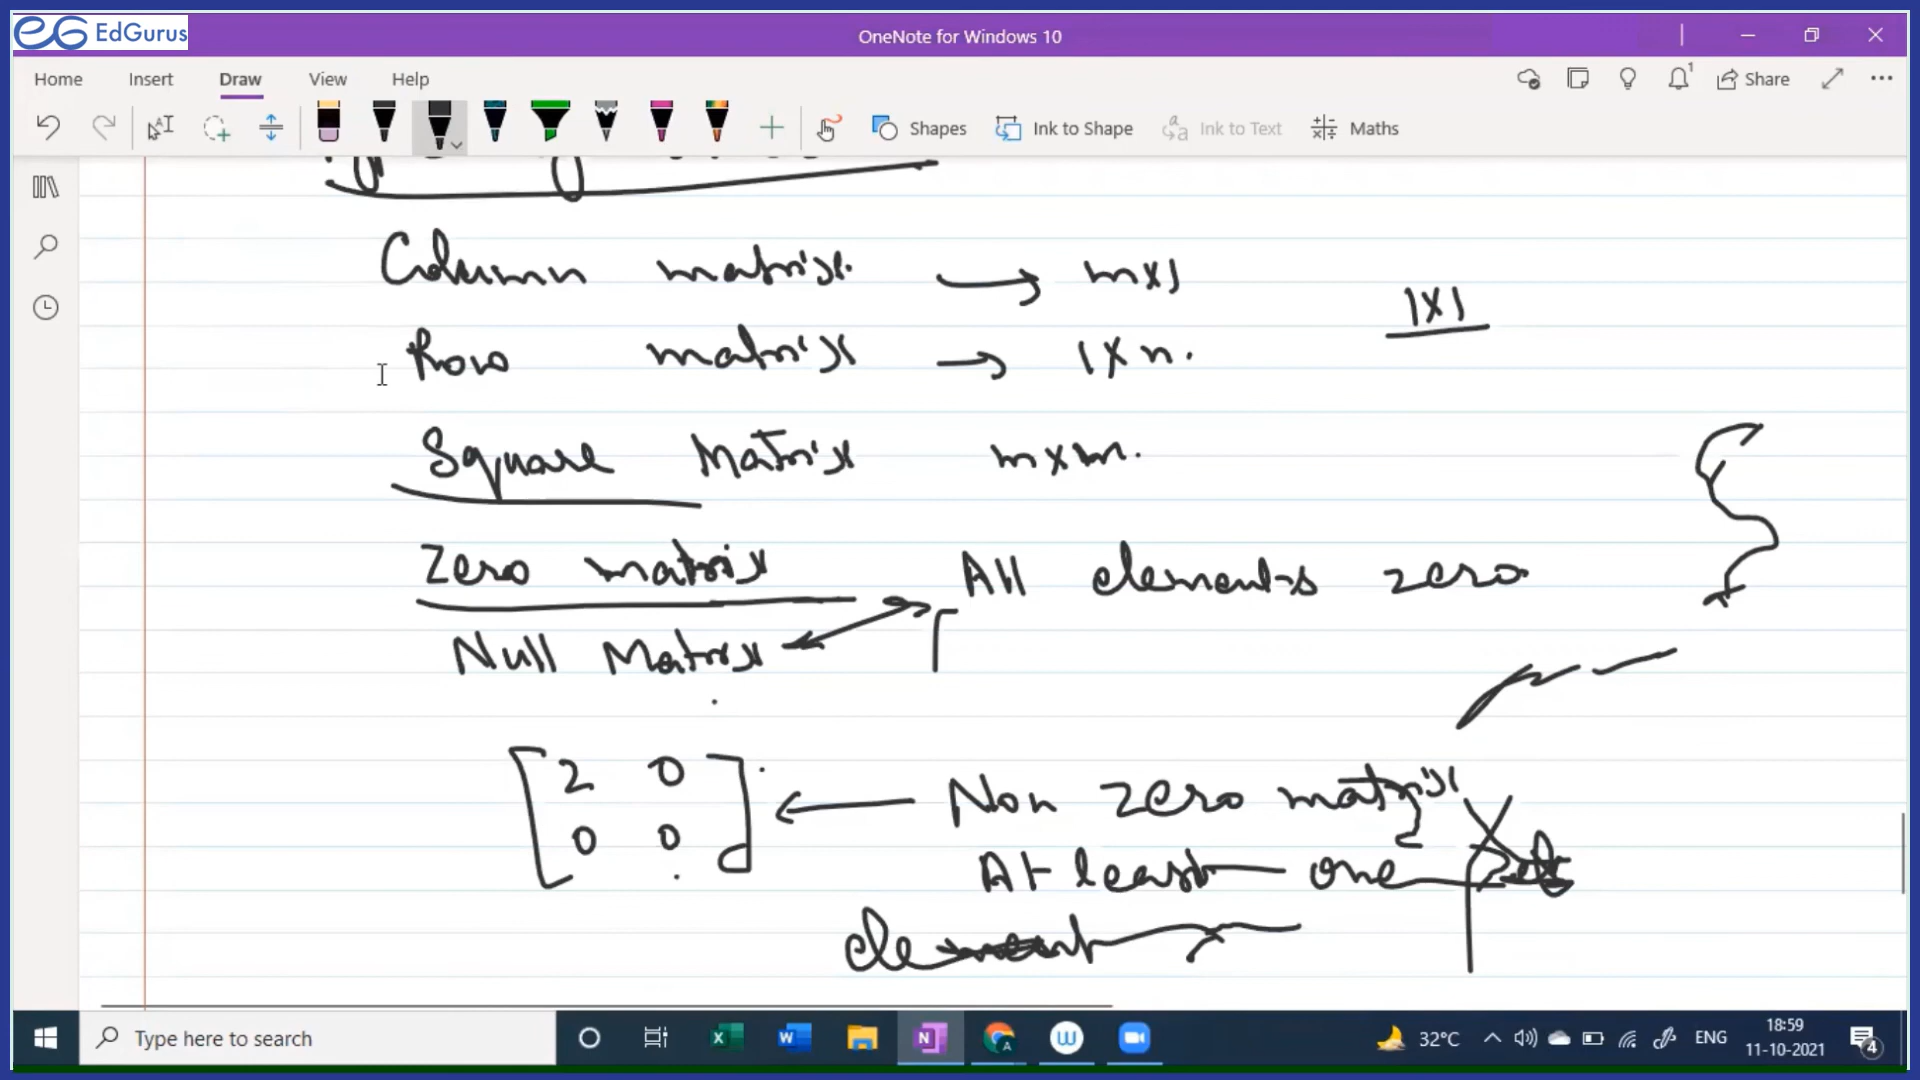 EdGurus
OneNote for Windows 10
Home Insert Draw View Help
1 Share
Shapes Ink to Shape Ink to Text Maths
Column matrix → m×1
1×1
Row matrix → 1×n.
Square Matrix m×m.
Zero matrix All elements zero
Null Matrix
2 0
0 0
← Non zero matrix
At least one
element
Type here to search
32°C ENG 18:59
11-10-2021 4